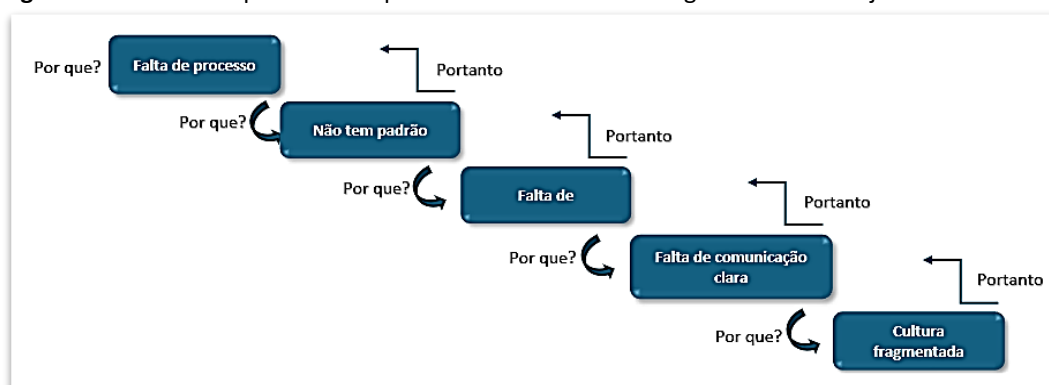 Por que?
Falta de processo
Portanto
Por que?
Não tem padrão
Portanto
Por que?
Falta de
Portanto
Por que?
Falta de comunicação
clara
Portanto
Por que?
Cultura
fragmentada